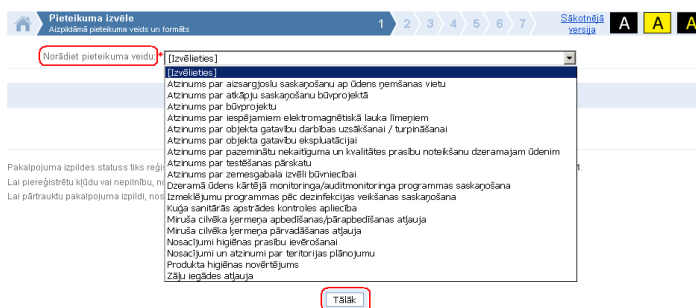 Pieteikuma izvēle
Aizpildāmā pieteikuma veids un formāts
1 2 3 4 5 6 7
Sākotnējā
versija
A A A
Norādiet pieteikuma veidu:* [Izvēlieties]
[Izvēlieties]
Atzinums par aizsargjoslu saskaņošanu ap ūdens ņemšanas vietu
Atzinums par atkāpju saskaņošanu būvprojektā
Atzinums par būvprojektu
Atzinums par iespējamiem elektromagnētiskā lauka līmeņiem
Atzinums par objekta gatavību darbības uzsākšanai / turpināšanai
Atzinums par objekta gatavību ekspluatācijai
Atzinums par pazeminātu nekaitīguma un kvalitātes prasību noteikšanu dzeramajam ūdenim
Atzinums par testēšanas pārskatu
Atzinums par zemesgabala izvēli būvniecībai
Dzeramā ūdens kārtējā monitoringa/auditmonitoringa programmas saskaņošana
Izmeklējumu programmas pēc dezinfekcijas veikšanas saskaņošana
Kuģa sanitārās apstrādes kontroles apliecība
Miruša cilvēka ķermeņa apbedīšanas/pārapbedīšanas atļauja
Miruša cilvēka ķermeņa pārvadāšanas atļauja
Nosacījumi higiēnas prasību ievērošanai
Nosacījumi un atzinumi par teritorijas plānojumu
Produkta higiēnas novērtējums
Zāļu iegādes atļauja
Pakalpojuma izpildes statuss tiks reģi 1.
Lai pieregistrētu kļūdu vai nepilnību, no
Lai pārtrauktu pakalpojuma izpildi, nos
Tālāk